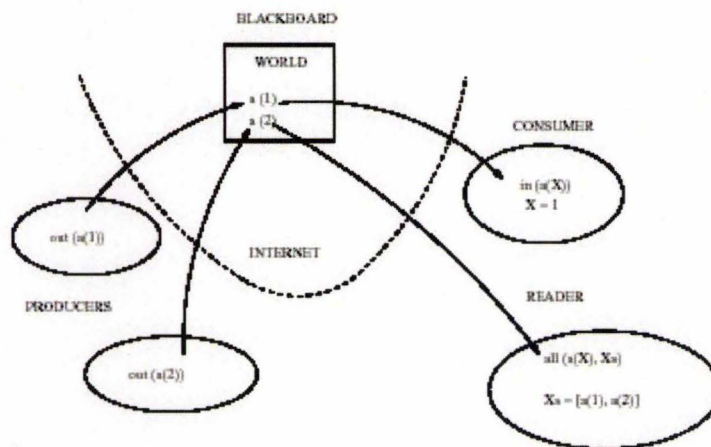 BLACKBOARD
WORLD
a (1)
a (2)
CONSUMER
in (a(X))
X = 1
out (a(1))
INTERNET
PRODUCERS
READER
out (a(2))
all (a(X), Xs)
Xs = [a(1), a(2)]